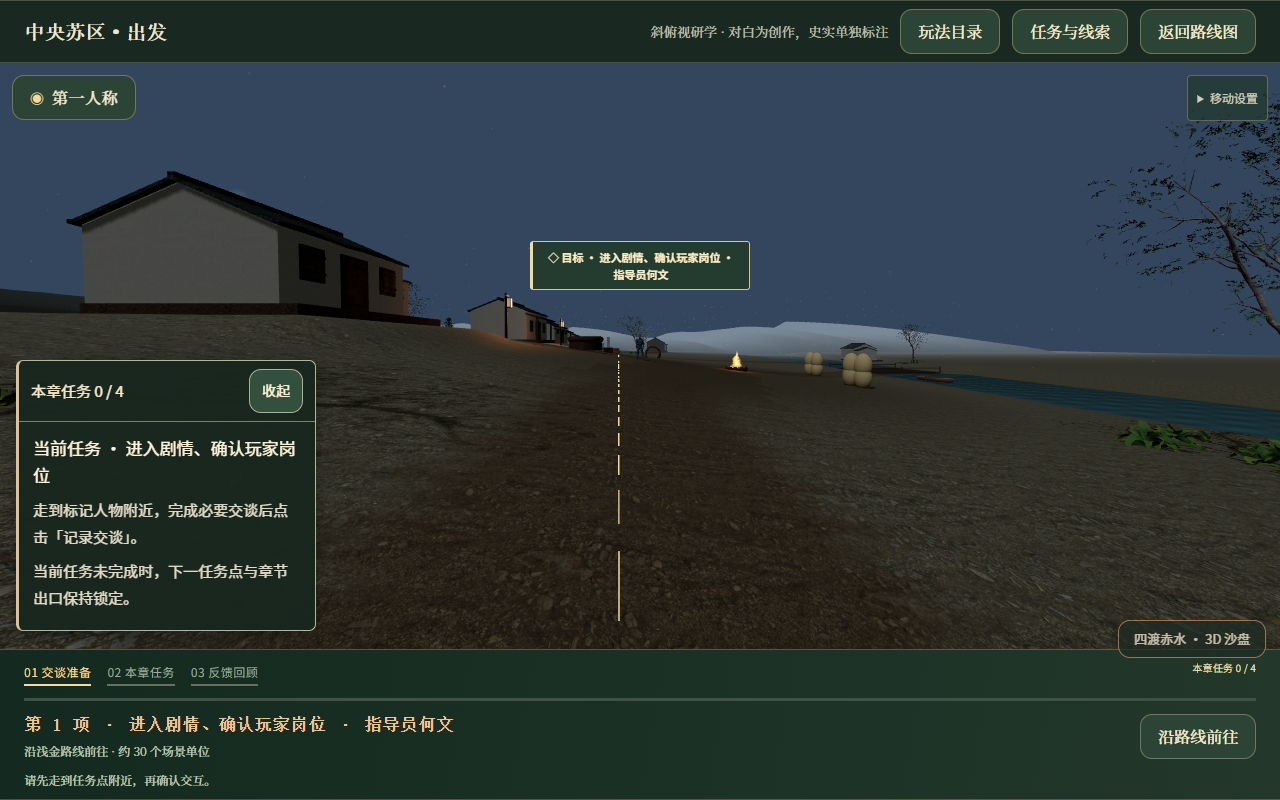 中央苏区·出发
斜俯视研学 · 对白为创作，史实单独标注
玩法目录
任务与线索
返回路线图
◉ 第一人称
▶ 移动设置
◇ 目标 · 进入剧情、确认玩家岗位 ·
指导员何文
本章任务 0 / 4
收起
当前任务 · 进入剧情、确认玩家岗
位
走到标记人物附近，完成必要交谈后点
击「记录交谈」。
当前任务未完成时，下一任务点与章节
出口保持锁定。
四渡赤水 · 3D 沙盘
01 交谈准备
02 本章任务
03 反馈回顾
本章任务 0 / 4
第 1 项 · 进入剧情、确认玩家岗位 · 指导员何文
沿浅金路线前往 · 约 30 个场景单位
沿路线前往
请先走到任务点附近，再确认交互。